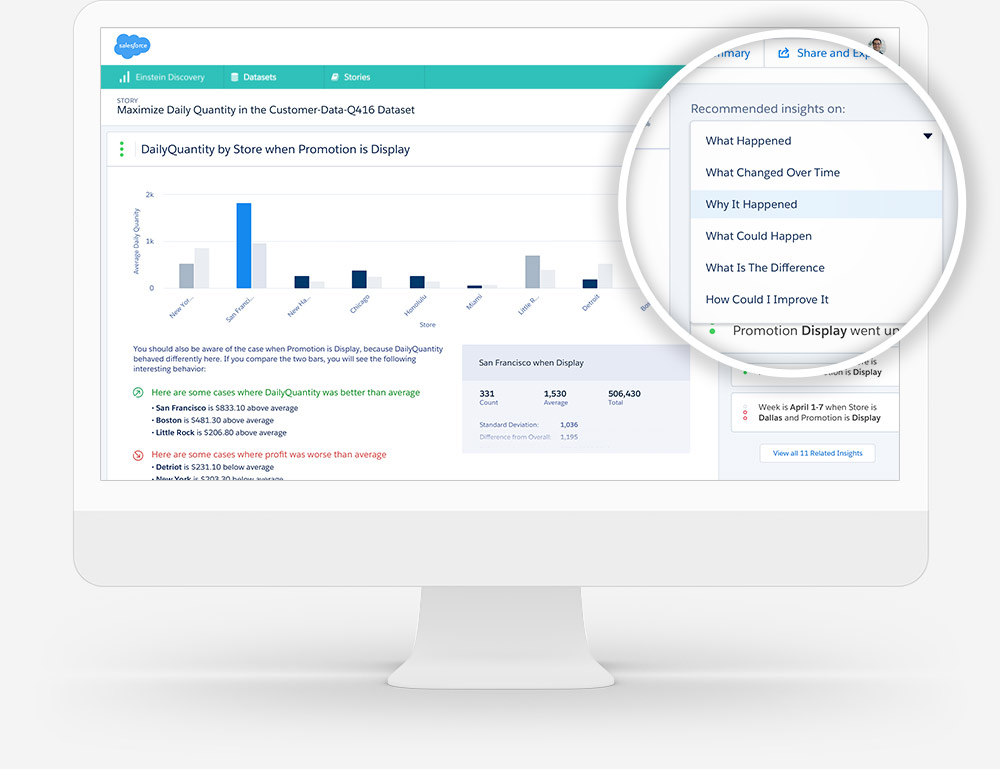 salesforce
Einstein Discovery
Datasets
Stories
STORY
Maximize Daily Quantity in the Customer-Data-Q416 Dataset
DailyQuantity by Store when Promotion is Display
Average Daily Quanity
2k
1k
0
New Yor...
San Franci...
New Ha...
Chicago
Honolulu
Miami
Little R...
Detroit
Store
You should also be aware of the case when Promotion is Display, because DailyQuantity
behaved differently here. If you compare the two bars, you will see the following
interesting behavior:
Here are some cases where DailyQuantity was better than average
• San Francisco is $833.10 above average
• Boston is $481.30 above average
• Little Rock is $206.80 above average
Here are some cases where profit was worse than average
• Detriot is $231.10 below average
• New York is $203.30 below average
San Francisco when Display
331 1,530 506,430
Count Average Total
Standard Deviation: 1,036
Difference from Overall: 1,195
Share and Exp
Recommended insights on:
What Happened
What Changed Over Time
Why It Happened
What Could Happen
What Is The Difference
How Could I Improve It
Promotion Display went up
is Display
Week is April 1-7 when Store is
Dallas and Promotion is Display
View all 11 Related Insights